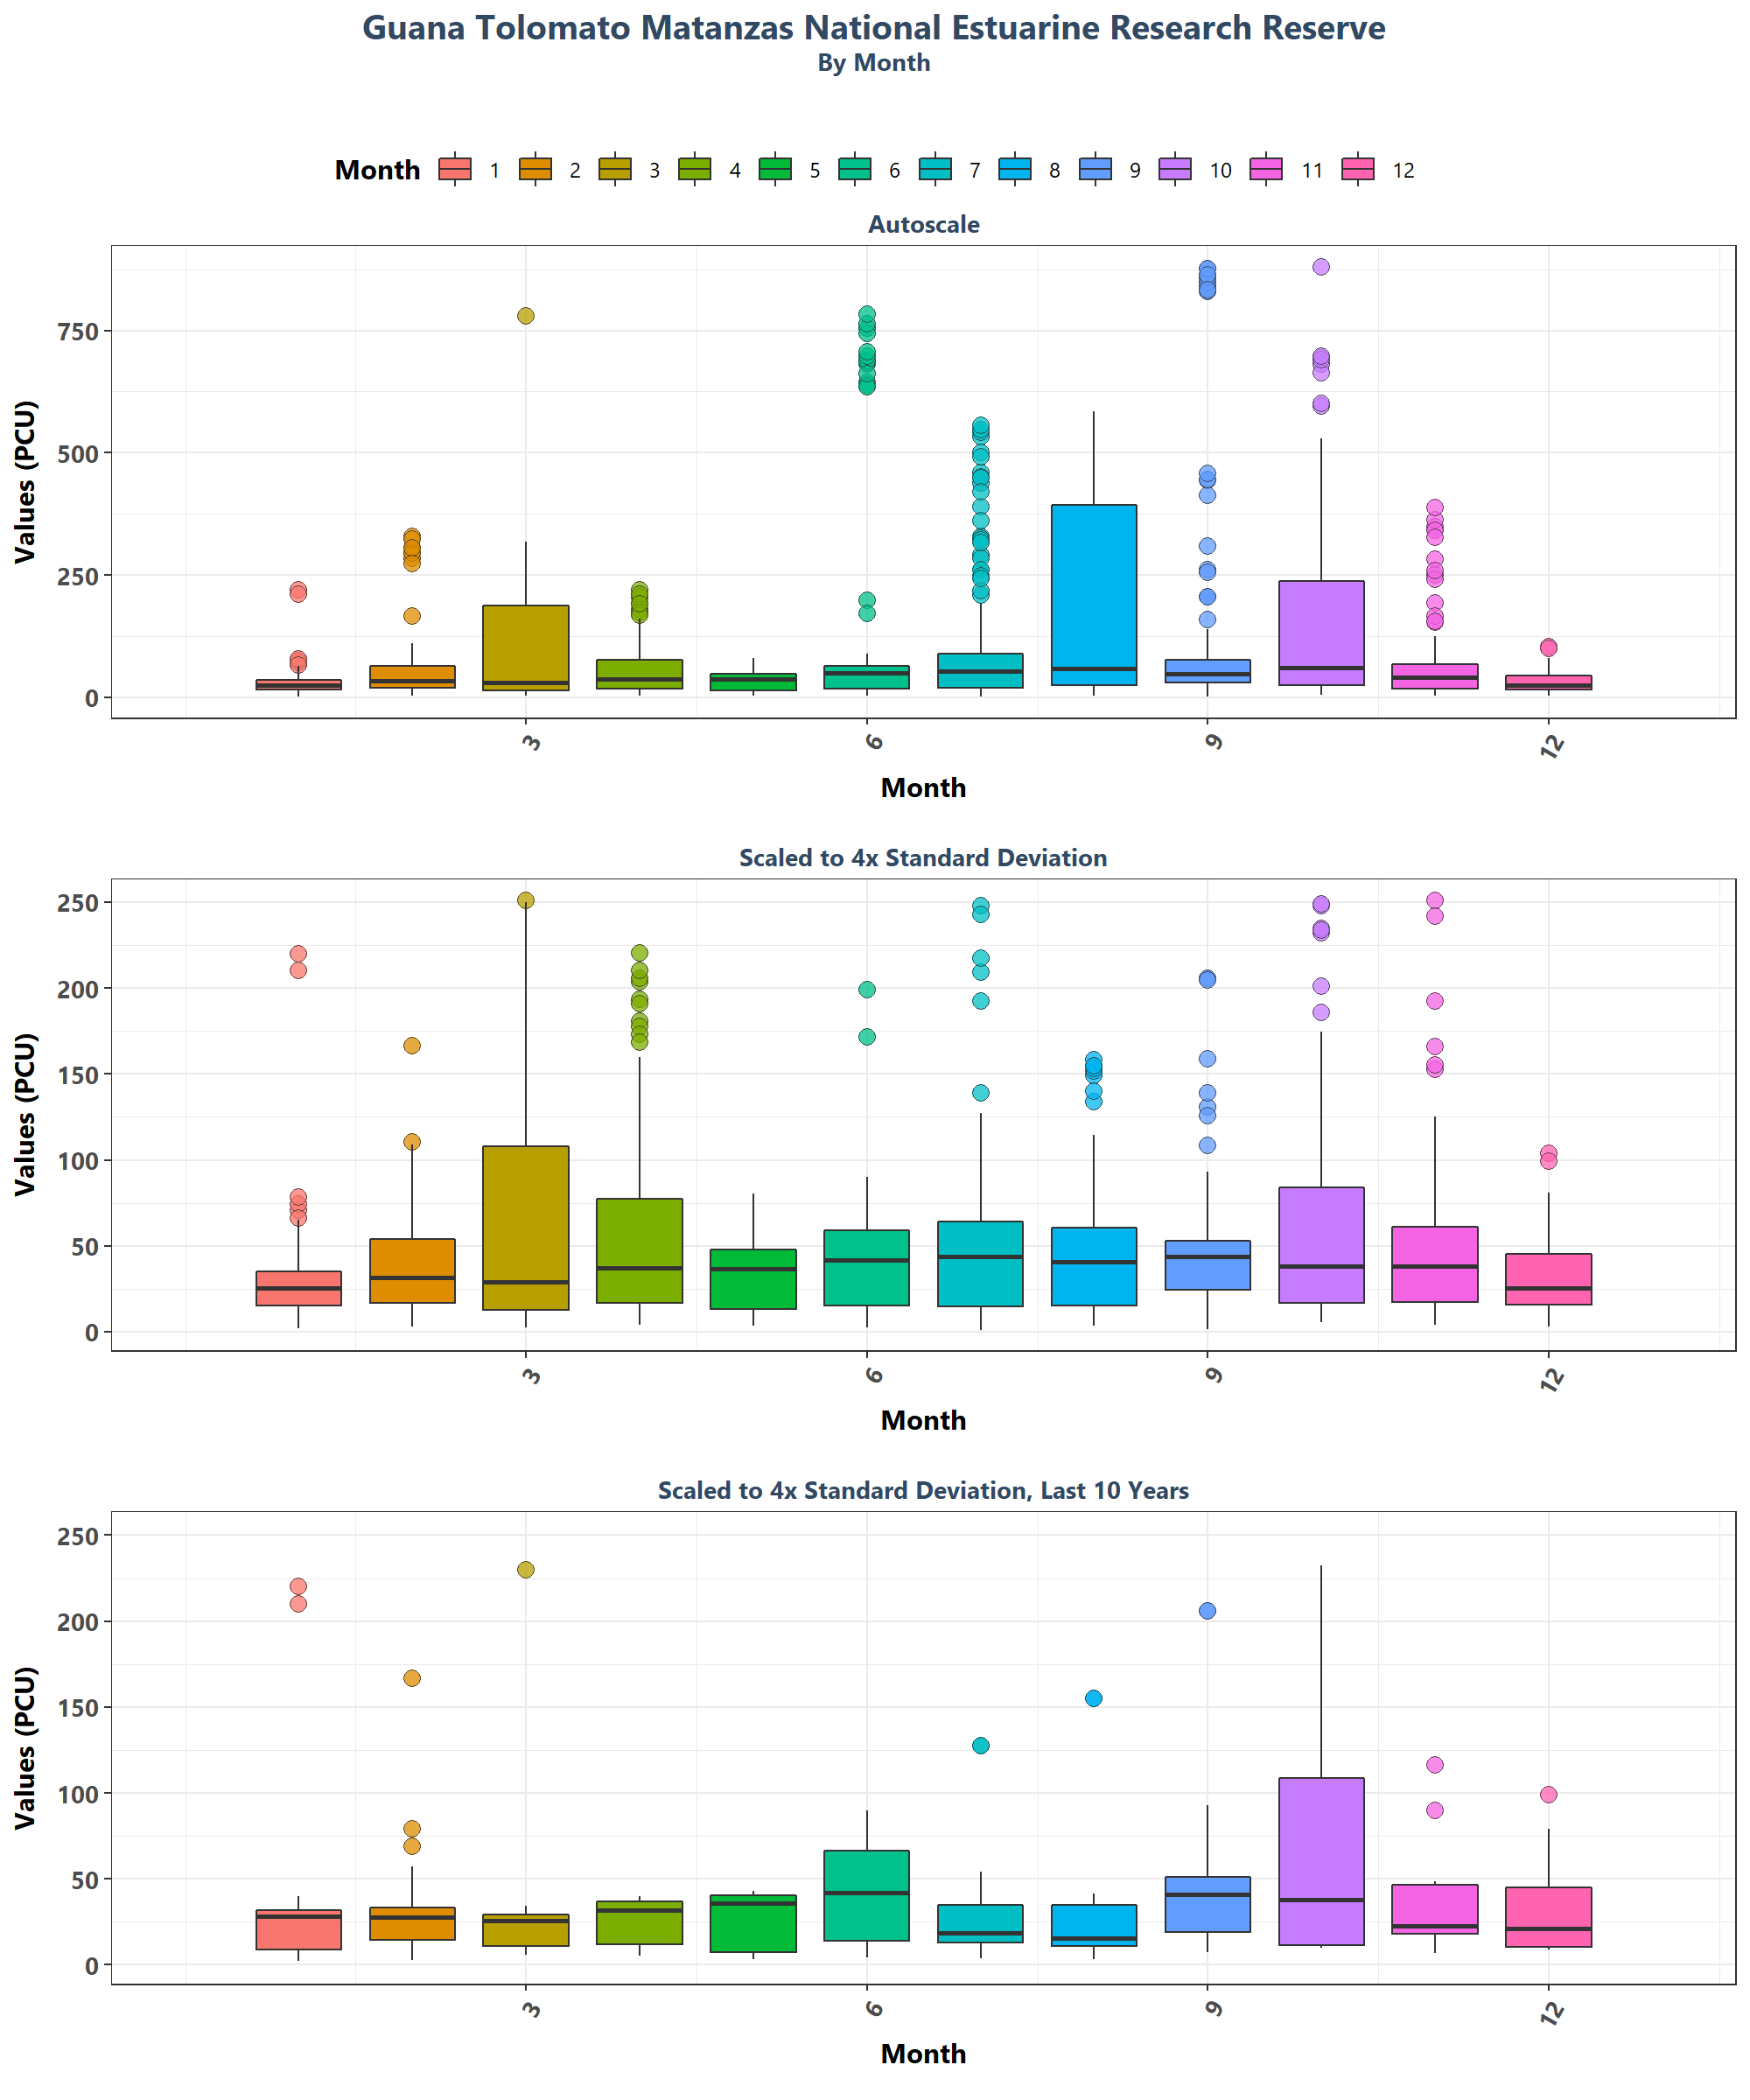 Guana Tolomato Matanzas National Estuarine Research Reserve
By Month
Month 1 2 3 4 5 6 7 8 9 10 11 12
Autoscale
Values (PCU)
750
500
250
0
3 6 9 12
Month
Scaled to 4x Standard Deviation
Values (PCU)
250
200
150
100
50
0
3 6 9 12
Month
Scaled to 4x Standard Deviation, Last 10 Years
Values (PCU)
250
200
150
100
50
0
3 6 9 12
Month